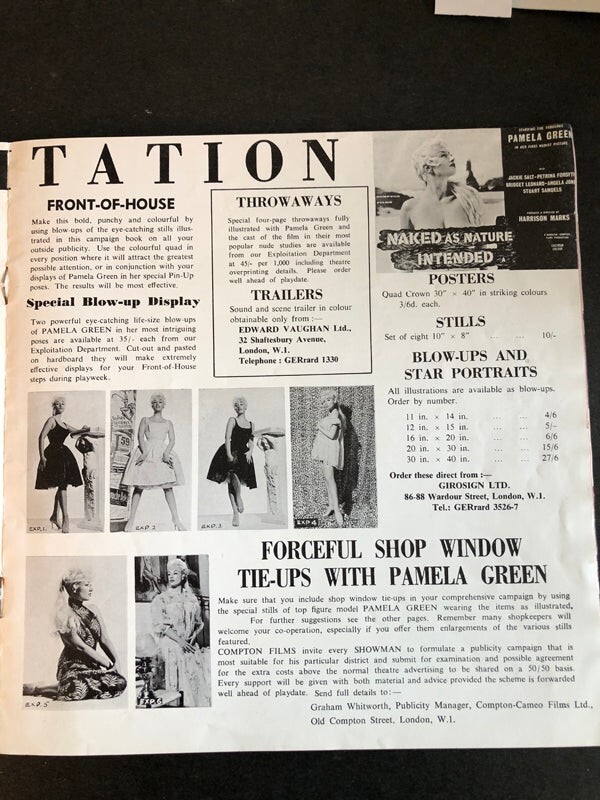 TATION
FRONT-OF-HOUSE
Make this bold, punchy and colourful by
using blow-ups of the eye-catching stills illus-
trated in this campaign book on all your
outside publicity. Use the colourful quad in
every position where it will attract the greatest
possible attention, or in conjunction with your
displays of Pamela Green in her special Pin-Up
poses. The results will be most effective.
Special Blow-up Display
Two powerful eye-catching life-size blow-ups
of PAMELA GREEN in her most intriguing
poses are available at 35/- each from our
Exploitation Department. Cut-out and pasted
on hardboard they will make extremely
effective displays for your Front-of-House
steps during playweek.
THROWAWAYS
Special four-page throwaways fully
illustrated with Pamela Green and
the cast of the film in their most
popular nude studies are available
from our Exploitation Department
at 45/- per 1,000 including theatre
overprinting details. Please order
well ahead of playdate.
TRAILERS
Sound and scene trailer in colour
obtainable only from :—
EDWARD VAUGHAN Ltd.,
32 Shaftesbury Avenue,
London, W.1.
Telephone : GERrard 1330
PAMELA GREEN
JACKIE SALT - PETRINA FORSYTH
BRIDGET LEONARD - ANGELA JON
STUART SAMUELS
HARRISON MARKS
NAKED AS NATURE
INTENDED
POSTERS
Quad Crown 30″ × 40″ in striking colours
3/6d. each.
STILLS
Set of eight 10″ × 8″ ... ... 10/-
BLOW-UPS AND
STAR PORTRAITS
All illustrations are available as blow-ups.
Order by number.
11 in. × 14 in. ... ... 4/6
12 in. × 15 in. ... ... 5/-
16 in. × 20 in. ... ... 6/6
20 in. × 30 in. ... ... 15/6
30 in. × 40 in. ... ... 27/6
Order these direct from :—
GIROSIGN LTD.
86-88 Wardour Street, London, W.1.
Tel.: GERrard 3526-7
EXP. 1.
59
EXP 2
EXP. 3
EXP 4
EXP. 5
EXP 6
FORCEFUL SHOP WINDOW
TIE-UPS WITH PAMELA GREEN
Make sure that you include shop window tie-ups in your comprehensive campaign by using
the special stills of top figure model PAMELA GREEN wearing the items as illustrated.
For further suggestions see the other pages. Remember many shopkeepers will
welcome your co-operation, especially if you offer them enlargements of the various stills
featured.
COMPTON FILMS invite every SHOWMAN to formulate a publicity campaign that is
most suitable for his particular district and submit for examination and possible agreement
for the extra costs above the normal theatre advertising to be shared on a 50/50 basis.
Every support will be given with both material and advice provided the scheme is forwarded
well ahead of playdate. Send full details to :—
Graham Whitworth, Publicity Manager, Compton-Cameo Films Ltd.,
Old Compton Street, London, W.1.